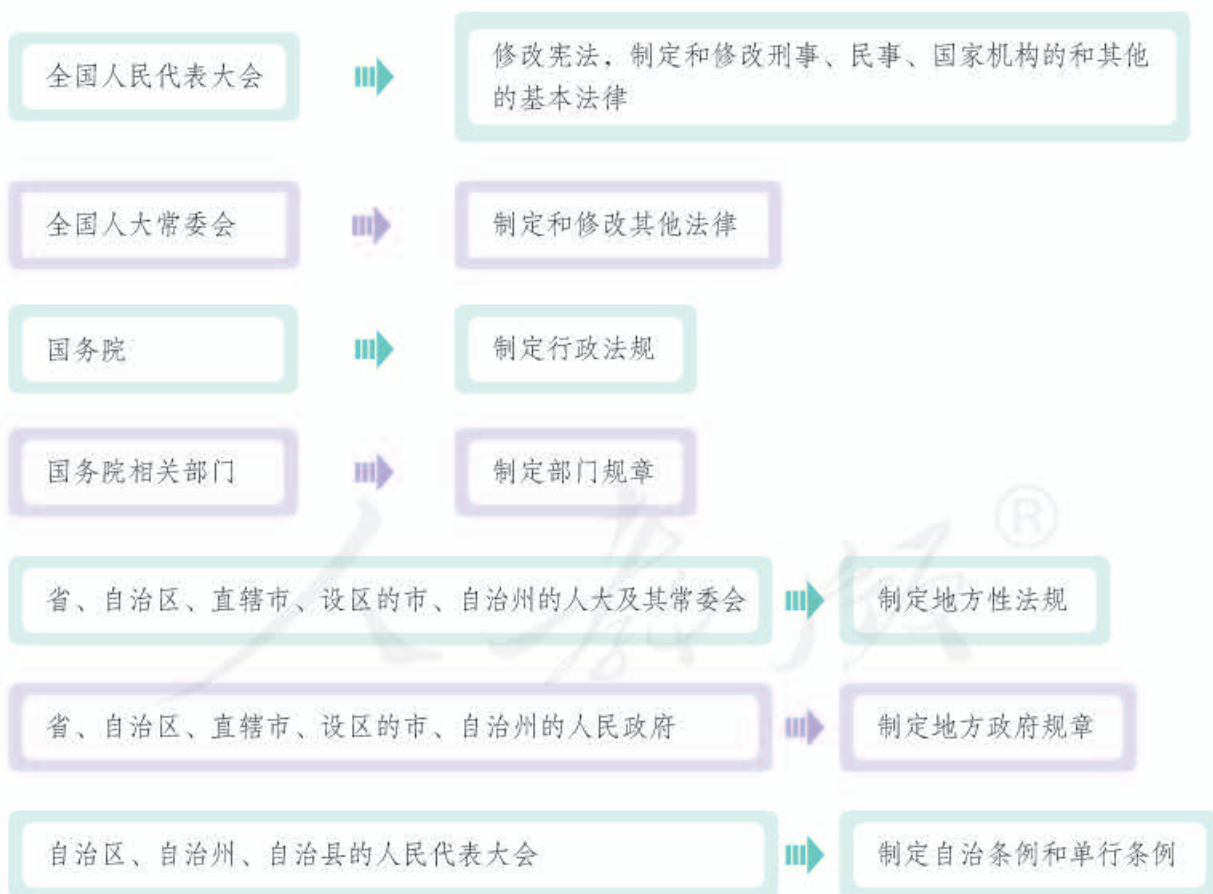 全国人民代表大会
修改宪法，制定和修改刑事、民事、国家机构的和其他
的基本法律
全国人大常委会
制定和修改其他法律
国务院
制定行政法规
国务院相关部门
制定部门规章
省、自治区、直辖市、设区的市、自治州的人大及其常委会
制定地方性法规
省、自治区、直辖市、设区的市、自治州的人民政府
制定地方政府规章
自治区、自治州、自治县的人民代表大会
制定自治条例和单行条例
人教版®